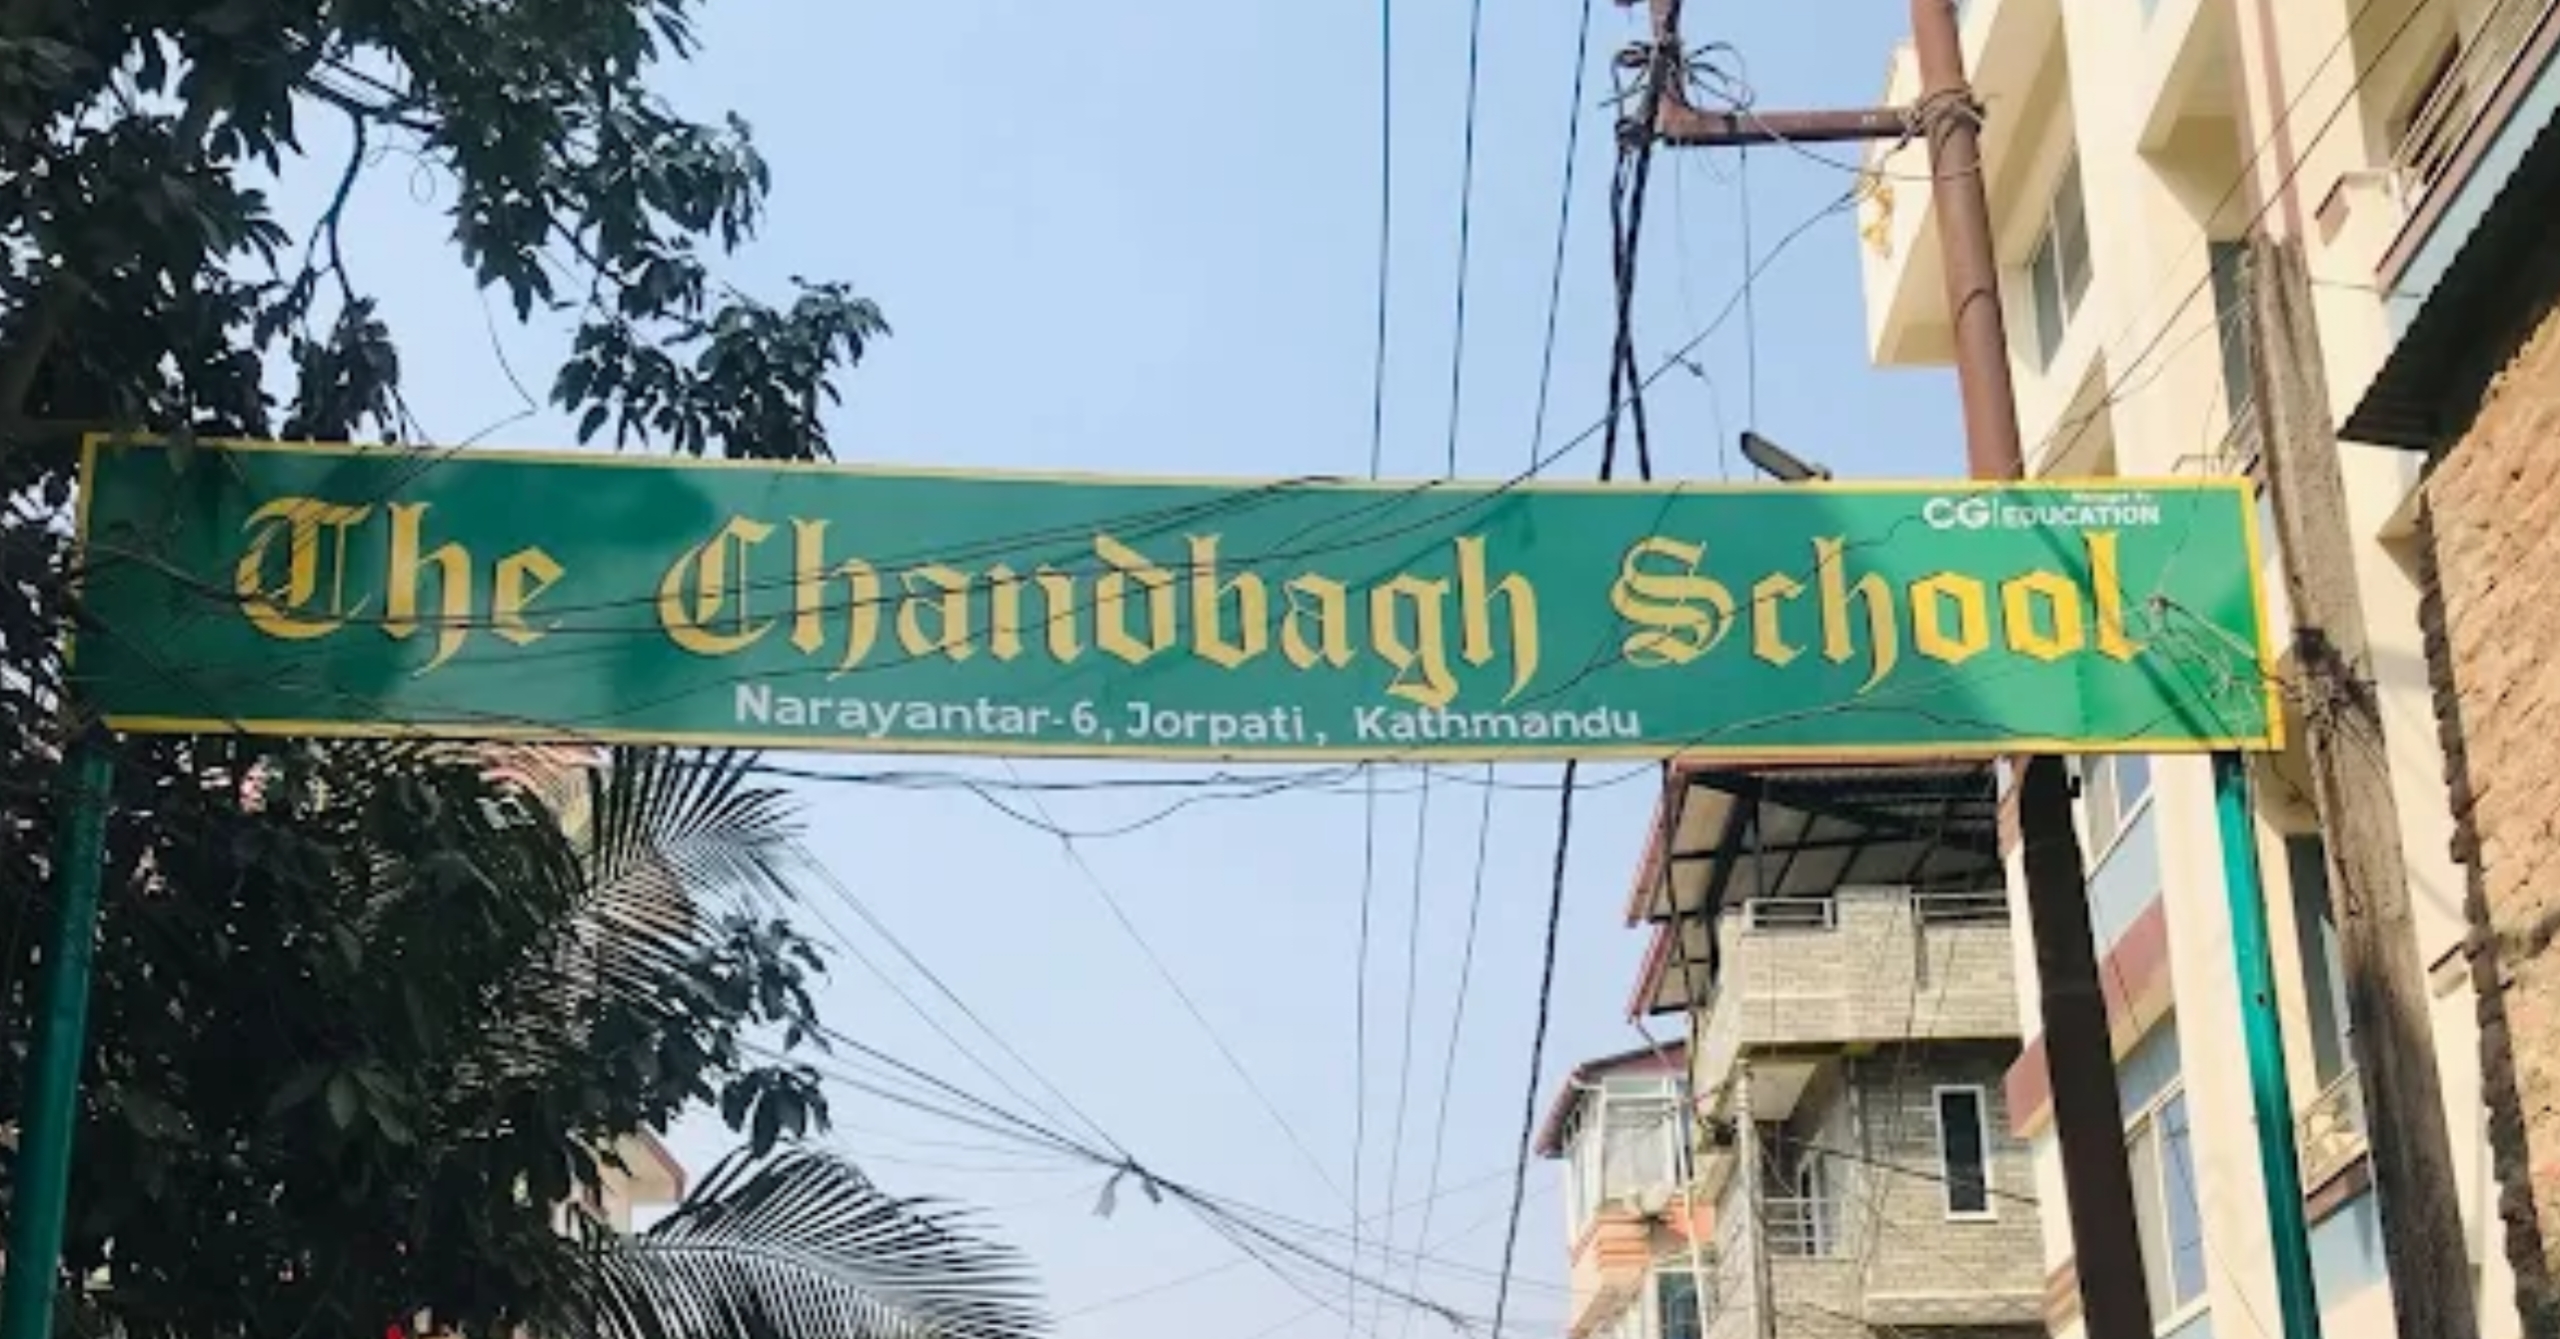 CG|EDUCATION
The Chandbagh School
Narayantar-6, Jorpati, Kathmandu